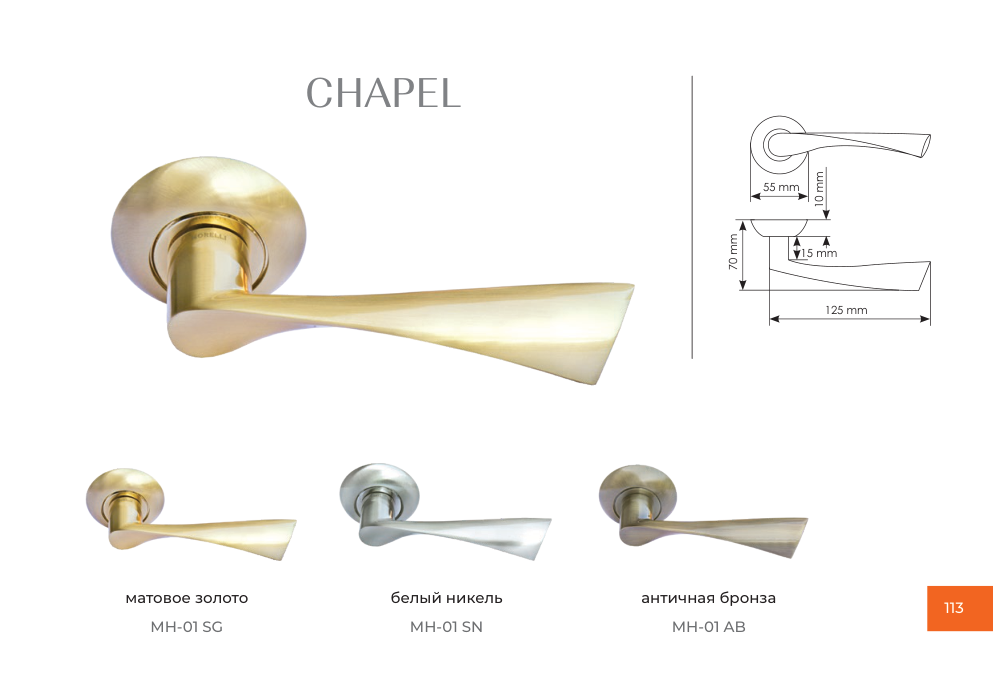 CHAPEL
55 mm
10 mm
70 mm
15 mm
125 mm
матовое золото
белый никель
античная бронза
MH-01 SG
MH-01 SN
MH-01 AB
113